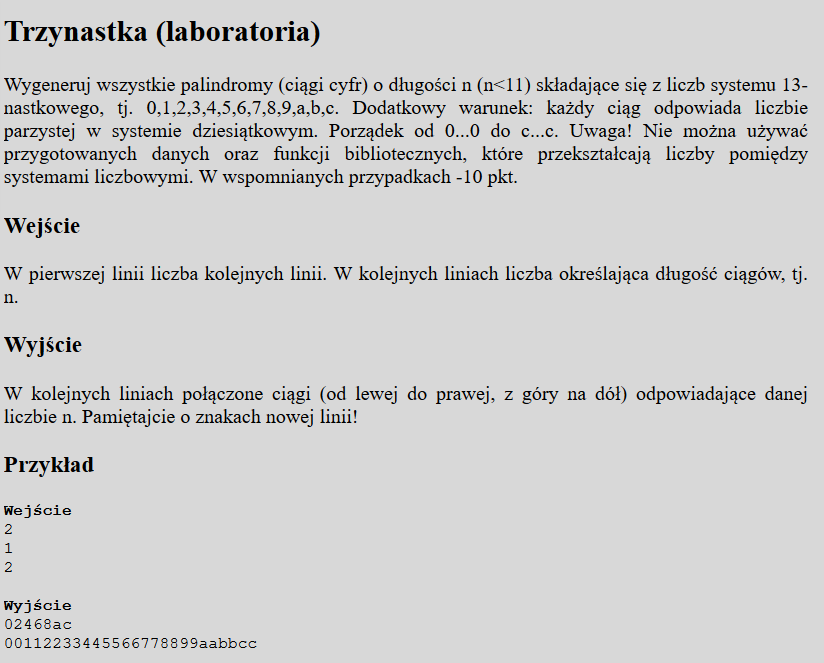 Trzynastka (laboratoria)
Wygeneruj wszystkie palindromy (ciągi cyfr) o długości n (n<11) składające się z liczb systemu 13-
nastkowego, tj. 0,1,2,3,4,5,6,7,8,9,a,b,c. Dodatkowy warunek: każdy ciąg odpowiada liczbie
parzystej w systemie dziesiątkowym. Porządek od 0...0 do c...c. Uwaga! Nie można używać
przygotowanych danych oraz funkcji bibliotecznych, które przekształcają liczby pomiędzy
systemami liczbowymi. W wspomnianych przypadkach -10 pkt.
Wejście
W pierwszej linii liczba kolejnych linii. W kolejnych liniach liczba określająca długość ciągów, tj.
n.
Wyjście
W kolejnych liniach połączone ciągi (od lewej do prawej, z góry na dół) odpowiadające danej
liczbie n. Pamiętajcie o znakach nowej linii!
Przykład
Wejście
2
1
2
Wyjście
02468ac
00112233445566778899aabbcc